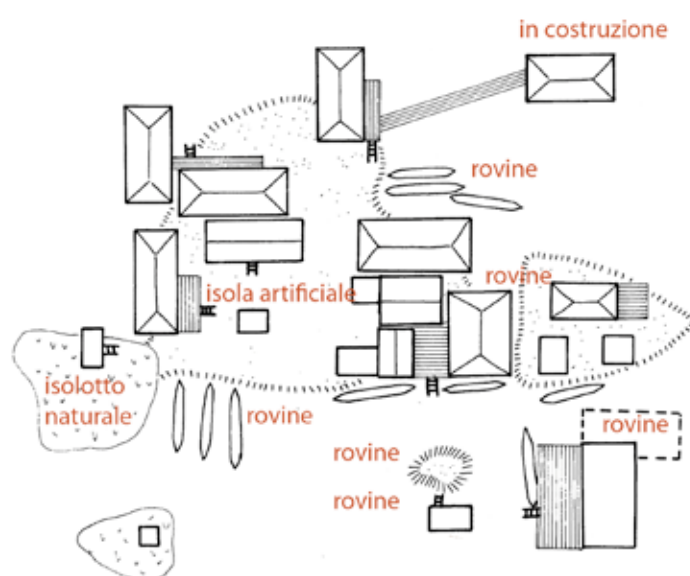 in costruzione
rovine
rovine
isola artificiale
isolotto
naturale
rovine
rovine
rovine
rovine